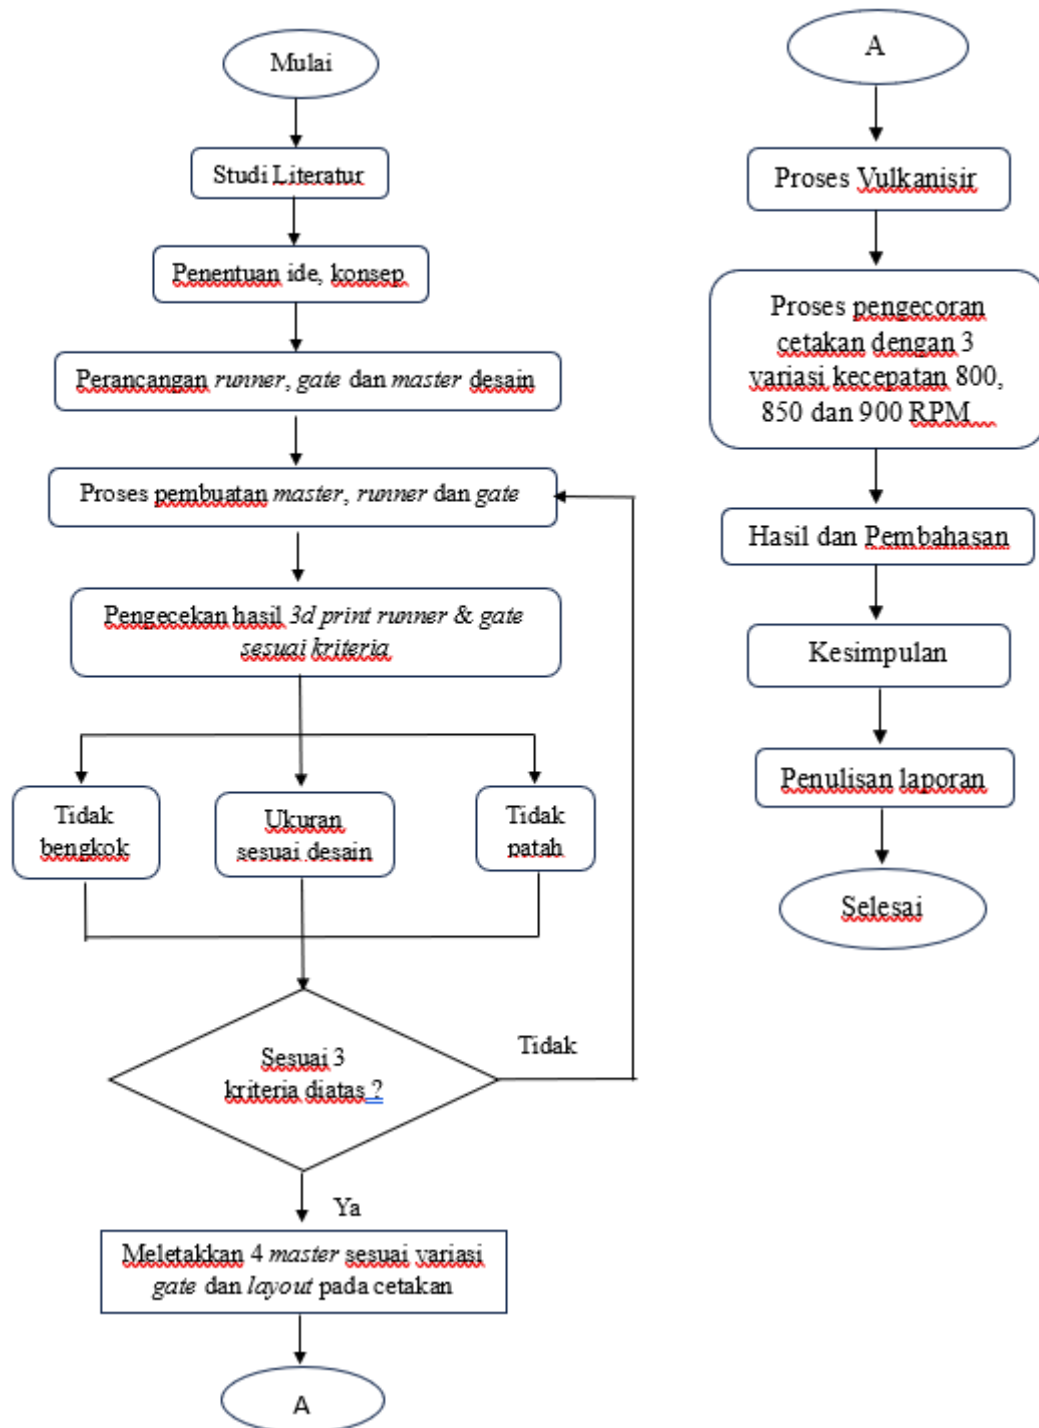 Mulai
Studi Literatur
Penentuan ide, konsep
Perancangan runner, gate dan master desain
Proses pembuatan master, runner dan gate
Pengecekan hasil 3d print runner & gate
sesuai kriteria
Tidak
bengkok
Ukuran
sesuai desain
Tidak
patah
Sesuai 3
kriteria diatas ?
Tidak
Ya
Meletakkan 4 master sesuai variasi
gate dan layout pada cetakan
A
A
Proses Vulkanisir
Proses pengecoran
cetakan dengan 3
variasi kecepatan 800,
850 dan 900 RPM
Hasil dan Pembahasan
Kesimpulan
Penulisan laporan
Selesai